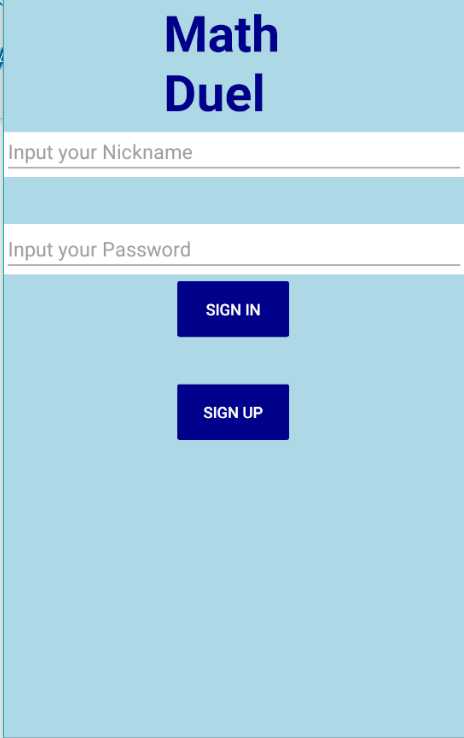 Math
Duel
Input your Nickname
Input your Password
SIGN IN
SIGN UP